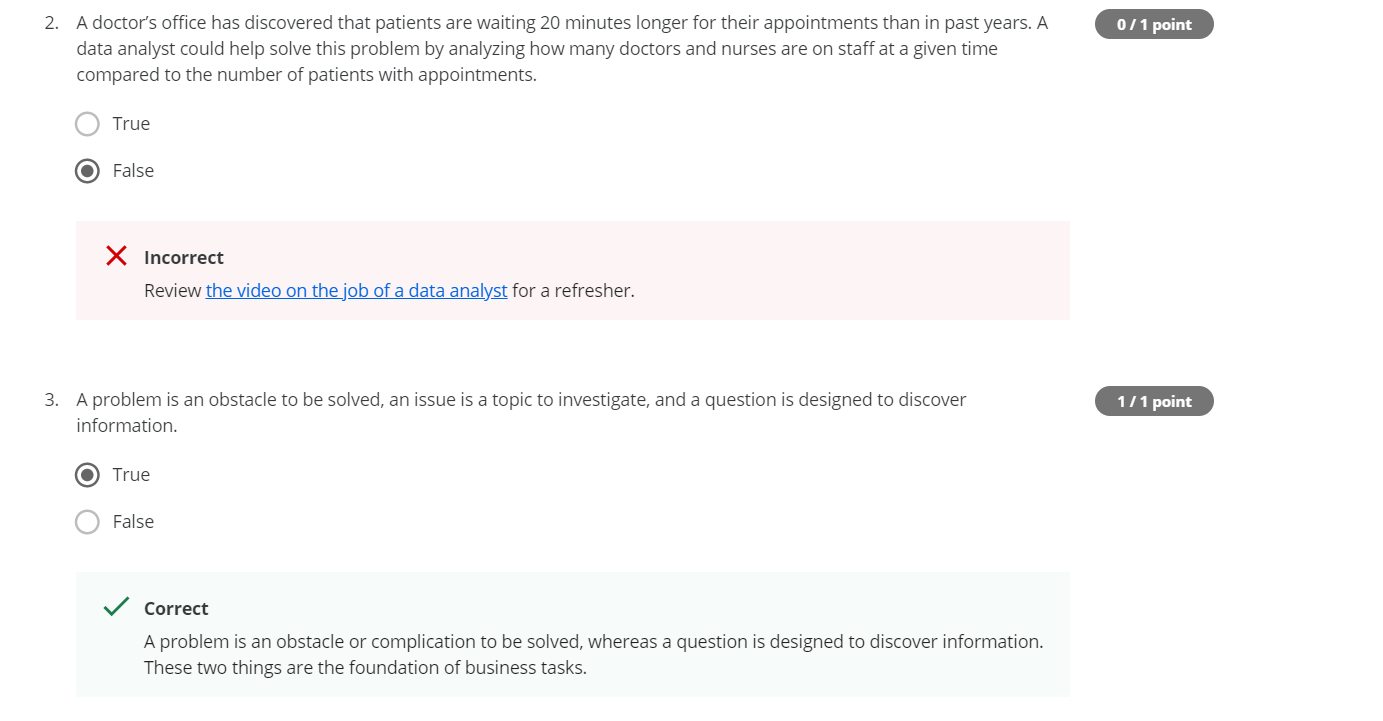 2. A doctor’s office has discovered that patients are waiting 20 minutes longer for their appointments than in past years. A
0 / 1 point
data analyst could help solve this problem by analyzing how many doctors and nurses are on staff at a given time
compared to the number of patients with appointments.
True
False
Incorrect
Review the video on the job of a data analyst for a refresher.
3. A problem is an obstacle to be solved, an issue is a topic to investigate, and a question is designed to discover
1 / 1 point
information.
True
False
Correct
A problem is an obstacle or complication to be solved, whereas a question is designed to discover information.
These two things are the foundation of business tasks.